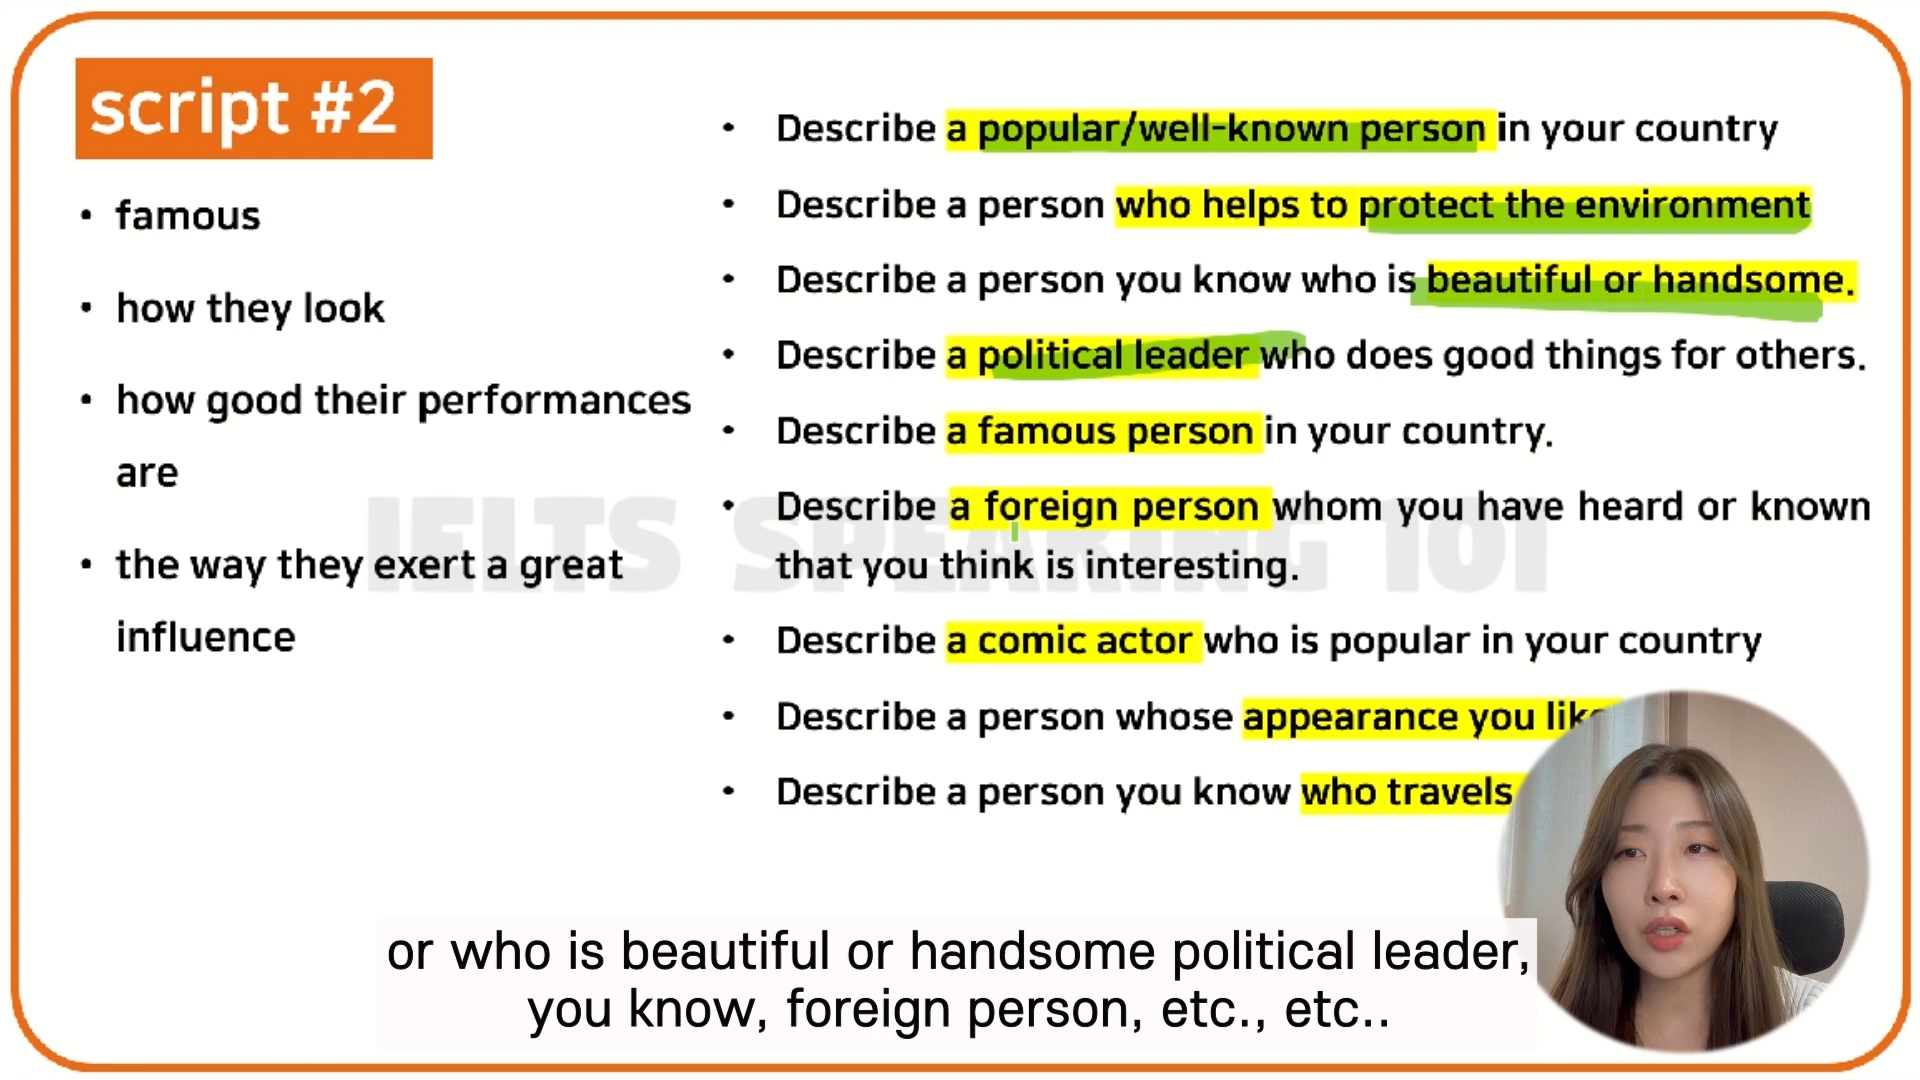 script #2
• famous
• how they look
• how good their performances
are
• the way they exert a great
influence
• Describe a popular/well-known person in your country
• Describe a person who helps to protect the environment
• Describe a person you know who is beautiful or handsome.
• Describe a political leader who does good things for others.
• Describe a famous person in your country.
• Describe a foreign person whom you have heard or known
that you think is interesting.
• Describe a comic actor who is popular in your country
• Describe a person whose appearance you like
• Describe a person you know who travels
IELTS SPEAKING 101
or who is beautiful or handsome political leader,
you know, foreign person, etc., etc..